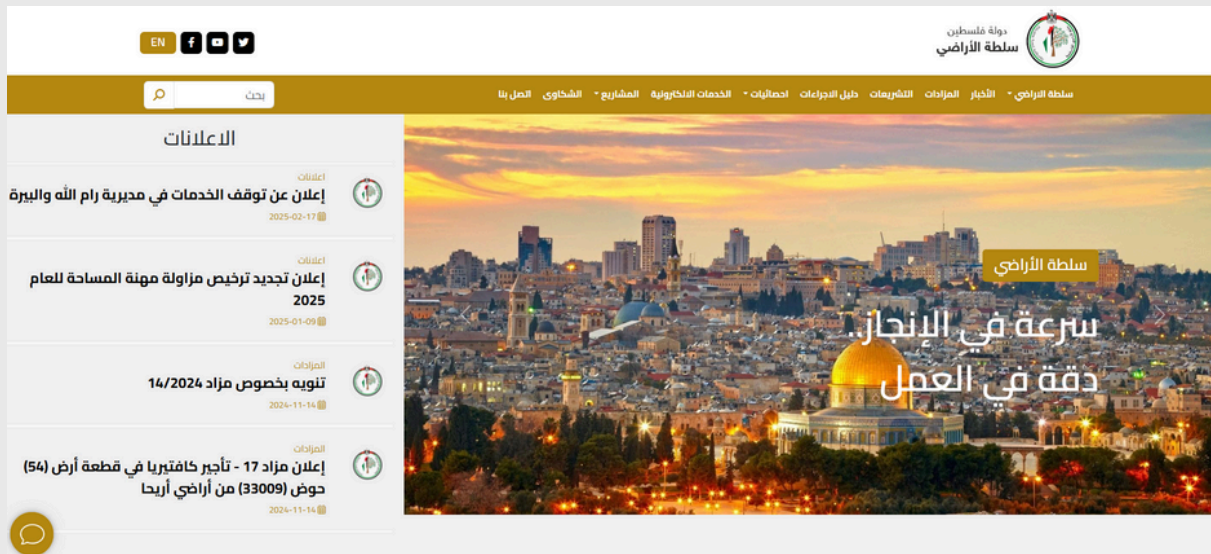 دولة فلسطين
سلطة الأراضي
EN
سلطة الاراضي
الأخبار
المزادات
التشريعات
دليل الاجراءات
احصائيات
الخدمات الالكترونية
المشاريع
الشكاوى
اتصل بنا
بحث
سلطة الأراضي
سرعة في الإنجاز..
دقة في العمل
الاعلانات
اعلانات
إعلان عن توقف الخدمات في مديرية رام الله والبيرة
2025-02-17
اعلانات
إعلان تجديد ترخيص مزاولة مهنة المساحة للعام
2025
2025-01-09
المزادات
تنويه بخصوص مزاد 14/2024
2024-11-14
المزادات
إعلان مزاد 17 - تأجير كافتيريا في قطعة أرض (54)
حوض (33009) من أراضي أريحا
2024-11-14